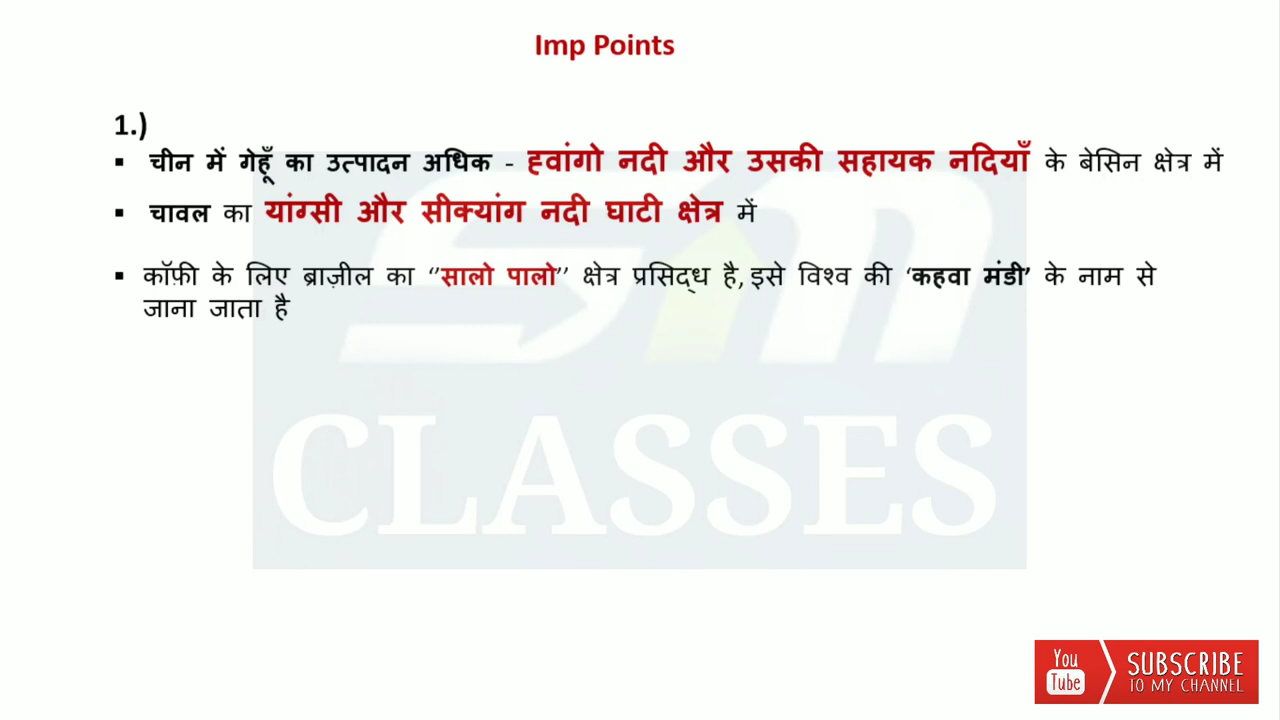 Imp Points
1.)
▪ चीन में गेहूँ का उत्पादन अधिक - ह्वांगो नदी और उसकी सहायक नदियाँ के बेसिन क्षेत्र में
▪ चावल का यांग्सी और सीक्यांग नदी घाटी क्षेत्र में
▪ कॉफ़ी के लिए ब्राज़ील का ‘’सालो पालो’’ क्षेत्र प्रसिद्ध है, इसे विश्व की ‘कहवा मंडी’ के नाम से
जाना जाता है
SM
CLASSES
You
Tube
SUBSCRIBE
TO MY CHANNEL